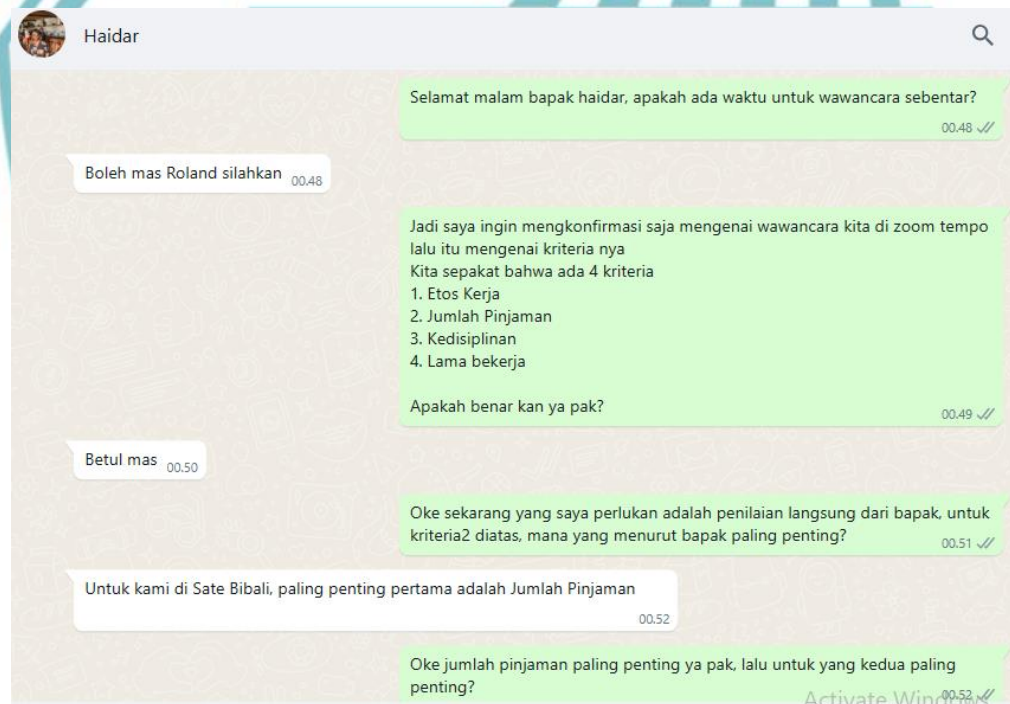 Haidar
Selamat malam bapak haidar, apakah ada waktu untuk wawancara sebentar?
00.48
Boleh mas Roland silahkan 00.48
Jadi saya ingin mengkonfirmasi saja mengenai wawancara kita di zoom tempo
lalu itu mengenai kriteria nya
Kita sepakat bahwa ada 4 kriteria
1. Etos Kerja
2. Jumlah Pinjaman
3. Kedisiplinan
4. Lama bekerja
Apakah benar kan ya pak?
00.49
Betul mas 00.50
Oke sekarang yang saya perlukan adalah penilaian langsung dari bapak, untuk
kriteria2 diatas, mana yang menurut bapak paling penting?
00.51
Untuk kami di Sate Bibali, paling penting pertama adalah Jumlah Pinjaman
00.52
Oke jumlah pinjaman paling penting ya pak, lalu untuk yang kedua paling
penting?
00.52
Activate Windows